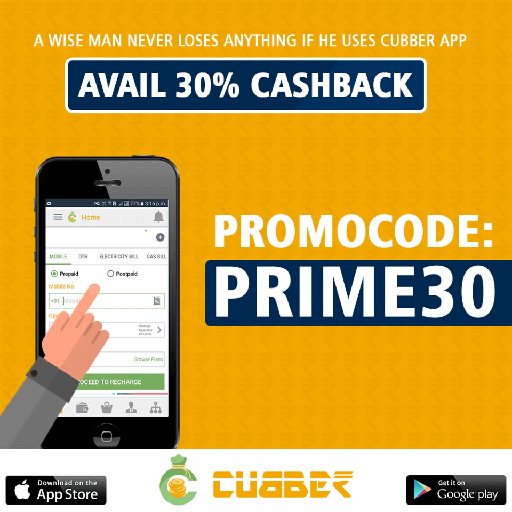 A WISE MAN NEVER LOSES ANYTHING IF HE USES CUBBER APP
AVAIL 30% CASHBACK
Home
MOBILE DTH ELECTRICITY BILL GAS BILL
Prepaid Postpaid
Mobile No
+91
Browse Plans
PROCEED TO RECHARGE
PROMOCODE:
PRIME30
Download on the
App Store
CUBBER
Get it on
Google play